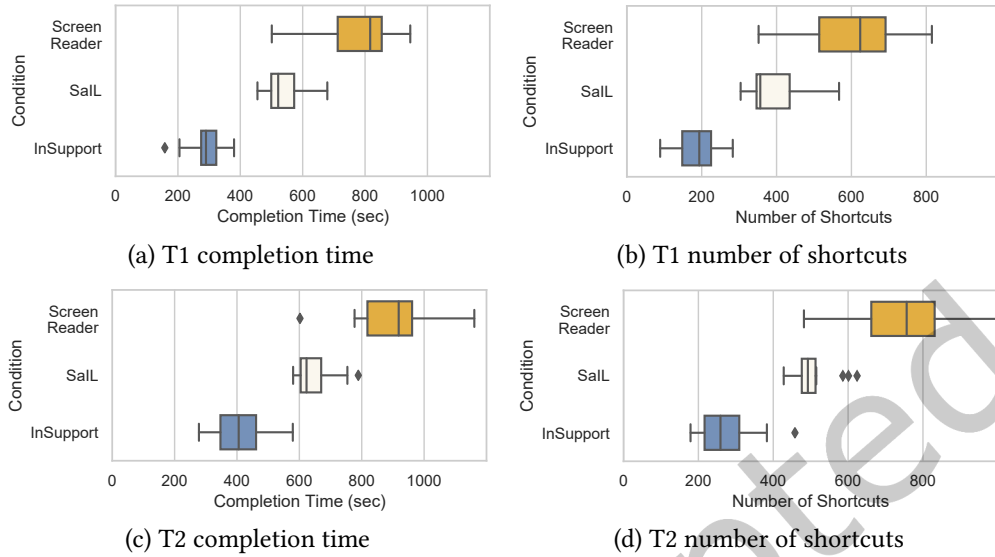 Screen
Reader
SaIL
InSupport
Condition
0 200 400 600 800 1000
Completion Time (sec)
(a) T1 completion time
Screen
Reader
SaIL
InSupport
Condition
0 200 400 600 800
Number of Shortcuts
(b) T1 number of shortcuts
Screen
Reader
SaIL
InSupport
Condition
0 200 400 600 800 1000
Completion Time (sec)
(c) T2 completion time
Screen
Reader
SaIL
InSupport
Condition
0 200 400 600 800
Number of Shortcuts
(d) T2 number of shortcuts
nted